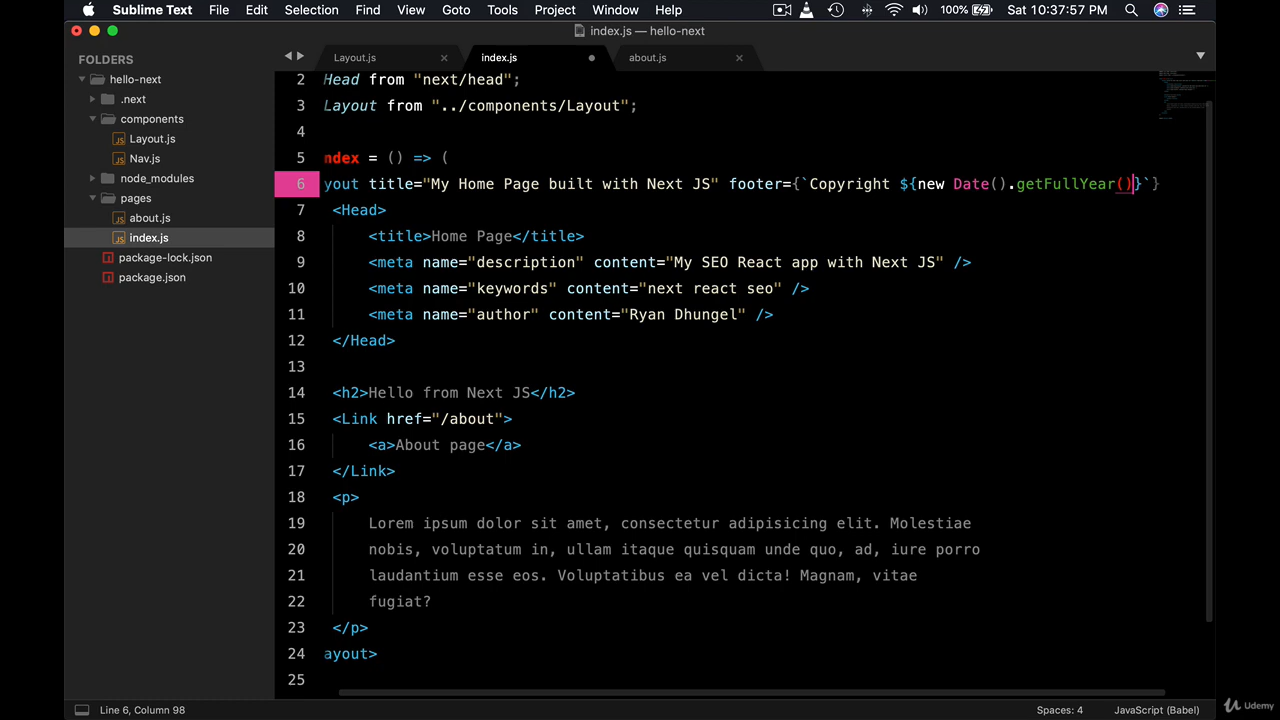 Sublime Text File Edit Selection Find View Goto Tools Project Window Help 100% Sat 10:37:57 PM
index.js — hello-next
FOLDERS
hello-next
.next
components
Layout.js
Nav.js
node_modules
pages
about.js
index.js
package-lock.json
package.json
Layout.js index.js about.js
2 Head from "next/head";
3 Layout from "../components/Layout";
4
5 ndex = () => (
6 yout title="My Home Page built with Next JS" footer={`Copyright ${new Date().getFullYear()}`}
7 <Head>
8 <title>Home Page</title>
9 <meta name="description" content="My SEO React app with Next JS" />
10 <meta name="keywords" content="next react seo" />
11 <meta name="author" content="Ryan Dhungel" />
12 </Head>
13
14 <h2>Hello from Next JS</h2>
15 <Link href="/about">
16 <a>About page</a>
17 </Link>
18 <p>
19 Lorem ipsum dolor sit amet, consectetur adipisicing elit. Molestiae
20 nobis, voluptatum in, ullam itaque quisquam unde quo, ad, iure porro
21 laudantium esse eos. Voluptatibus ea vel dicta! Magnam, vitae
22 fugiat?
23 </p>
24 ayout>
25
Line 6, Column 98 Spaces: 4 JavaScript (Babel)
Udemy